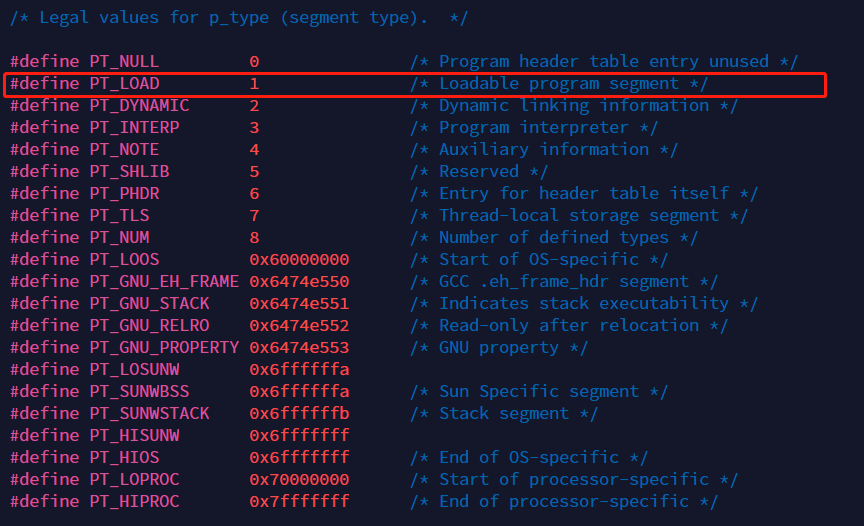 /* Legal values for p_type (segment type).  */
#define PT_NULL         0               /* Program header table entry unused */
#define PT_LOAD         1               /* Loadable program segment */
#define PT_DYNAMIC      2               /* Dynamic linking information */
#define PT_INTERP       3               /* Program interpreter */
#define PT_NOTE         4               /* Auxiliary information */
#define PT_SHLIB        5               /* Reserved */
#define PT_PHDR         6               /* Entry for header table itself */
#define PT_TLS          7               /* Thread-local storage segment */
#define PT_NUM          8               /* Number of defined types */
#define PT_LOOS         0x60000000      /* Start of OS-specific */
#define PT_GNU_EH_FRAME 0x6474e550      /* GCC .eh_frame_hdr segment */
#define PT_GNU_STACK    0x6474e551      /* Indicates stack executability */
#define PT_GNU_RELRO    0x6474e552      /* Read-only after relocation */
#define PT_GNU_PROPERTY 0x6474e553      /* GNU property */
#define PT_LOSUNW       0x6ffffffa
#define PT_SUNWBSS      0x6ffffffa      /* Sun Specific segment */
#define PT_SUNWSTACK    0x6ffffffb      /* Stack segment */
#define PT_HISUNW       0x6fffffff
#define PT_HIOS         0x6fffffff      /* End of OS-specific */
#define PT_LOPROC       0x70000000      /* Start of processor-specific */
#define PT_HIPROC       0x7fffffff      /* End of processor-specific */